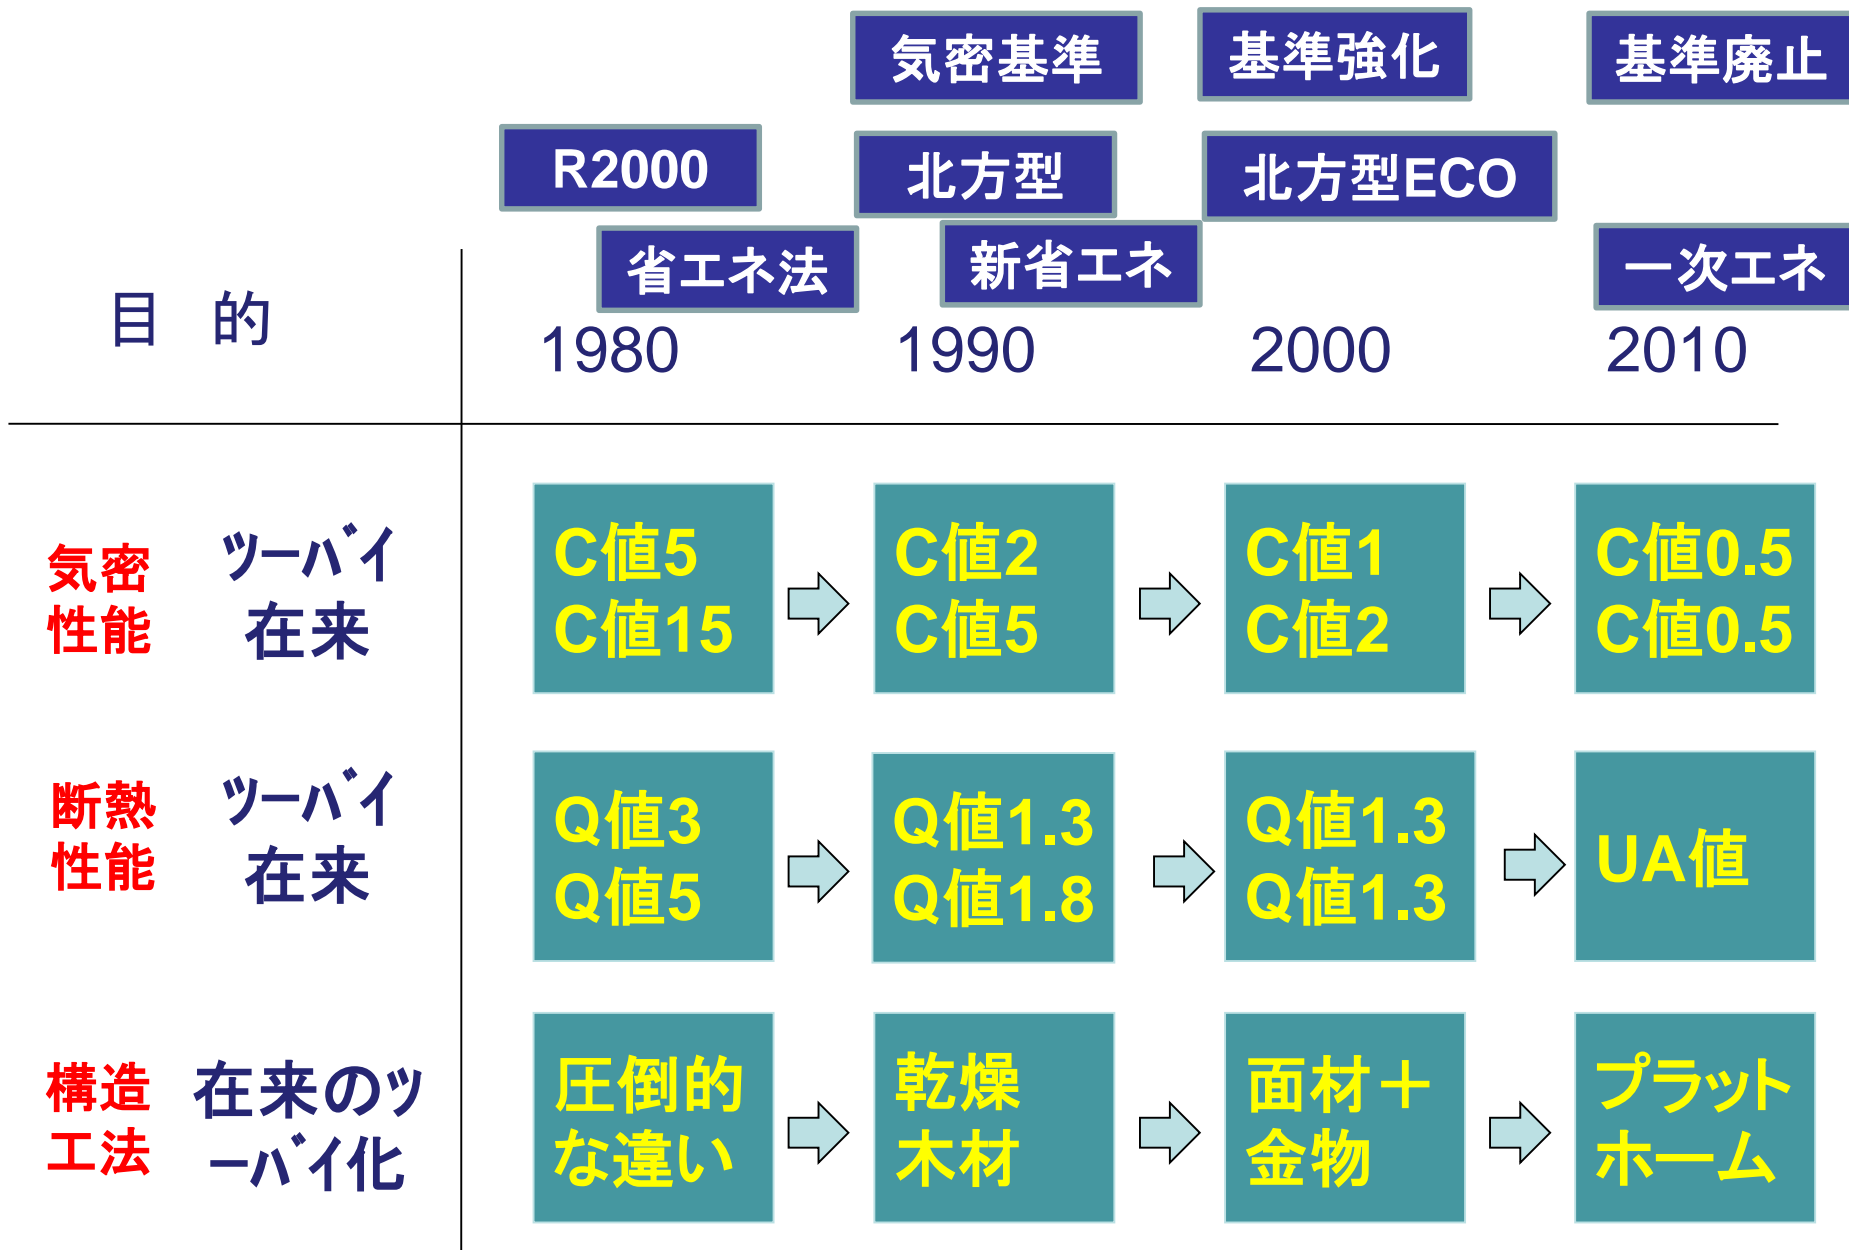 気密基準
基準強化
基準廃止
R2000
北方型
北方型ECO
省エネ法
新省エネ
一次エネ
目 的
1980
1990
2000
2010
気密
性能
ツーバイ
在来
C値5
C値15
C値2
C値5
C値1
C値2
C値0.5
C値0.5
断熱
性能
ツーバイ
在来
Q値3
Q値5
Q値1.3
Q値1.8
Q値1.3
Q値1.3
UA値
構造
工法
在来のツ
ーバイ化
圧倒的
な違い
乾燥
木材
面材＋
金物
プラット
ホーム